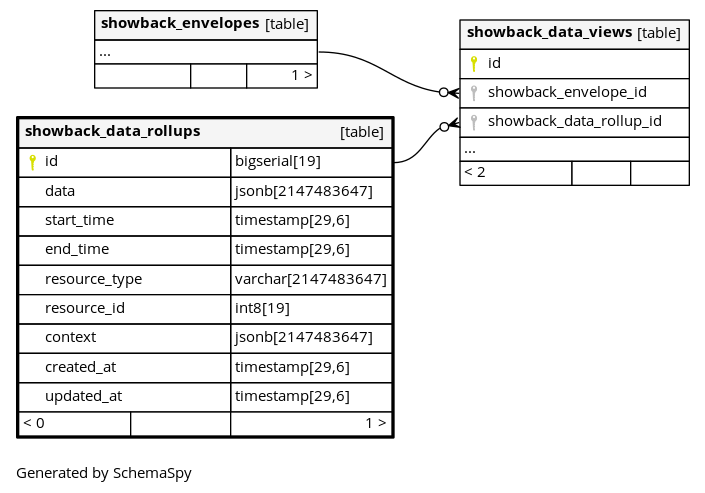 showback_envelopes [table]
...
1 >
showback_data_views [table]
id
showback_envelope_id
showback_data_rollup_id
...
< 2
showback_data_rollups [table]
id bigserial[19]
data jsonb[2147483647]
start_time timestamp[29,6]
end_time timestamp[29,6]
resource_type varchar[2147483647]
resource_id int8[19]
context jsonb[2147483647]
created_at timestamp[29,6]
updated_at timestamp[29,6]
< 0 1 >
Generated by SchemaSpy